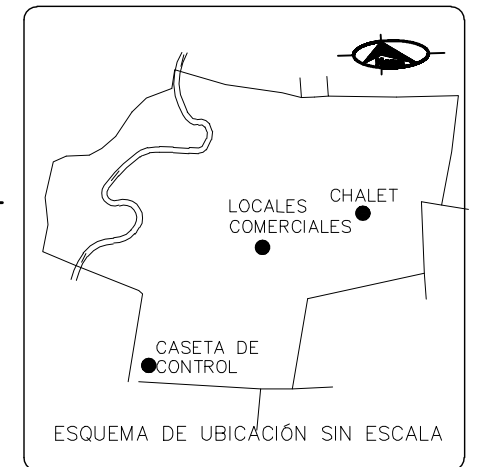 CHALET
LOCALES
COMERCIALES
CASETA DE
CONTROL
ESQUEMA DE UBICACIÓN SIN ESCALA